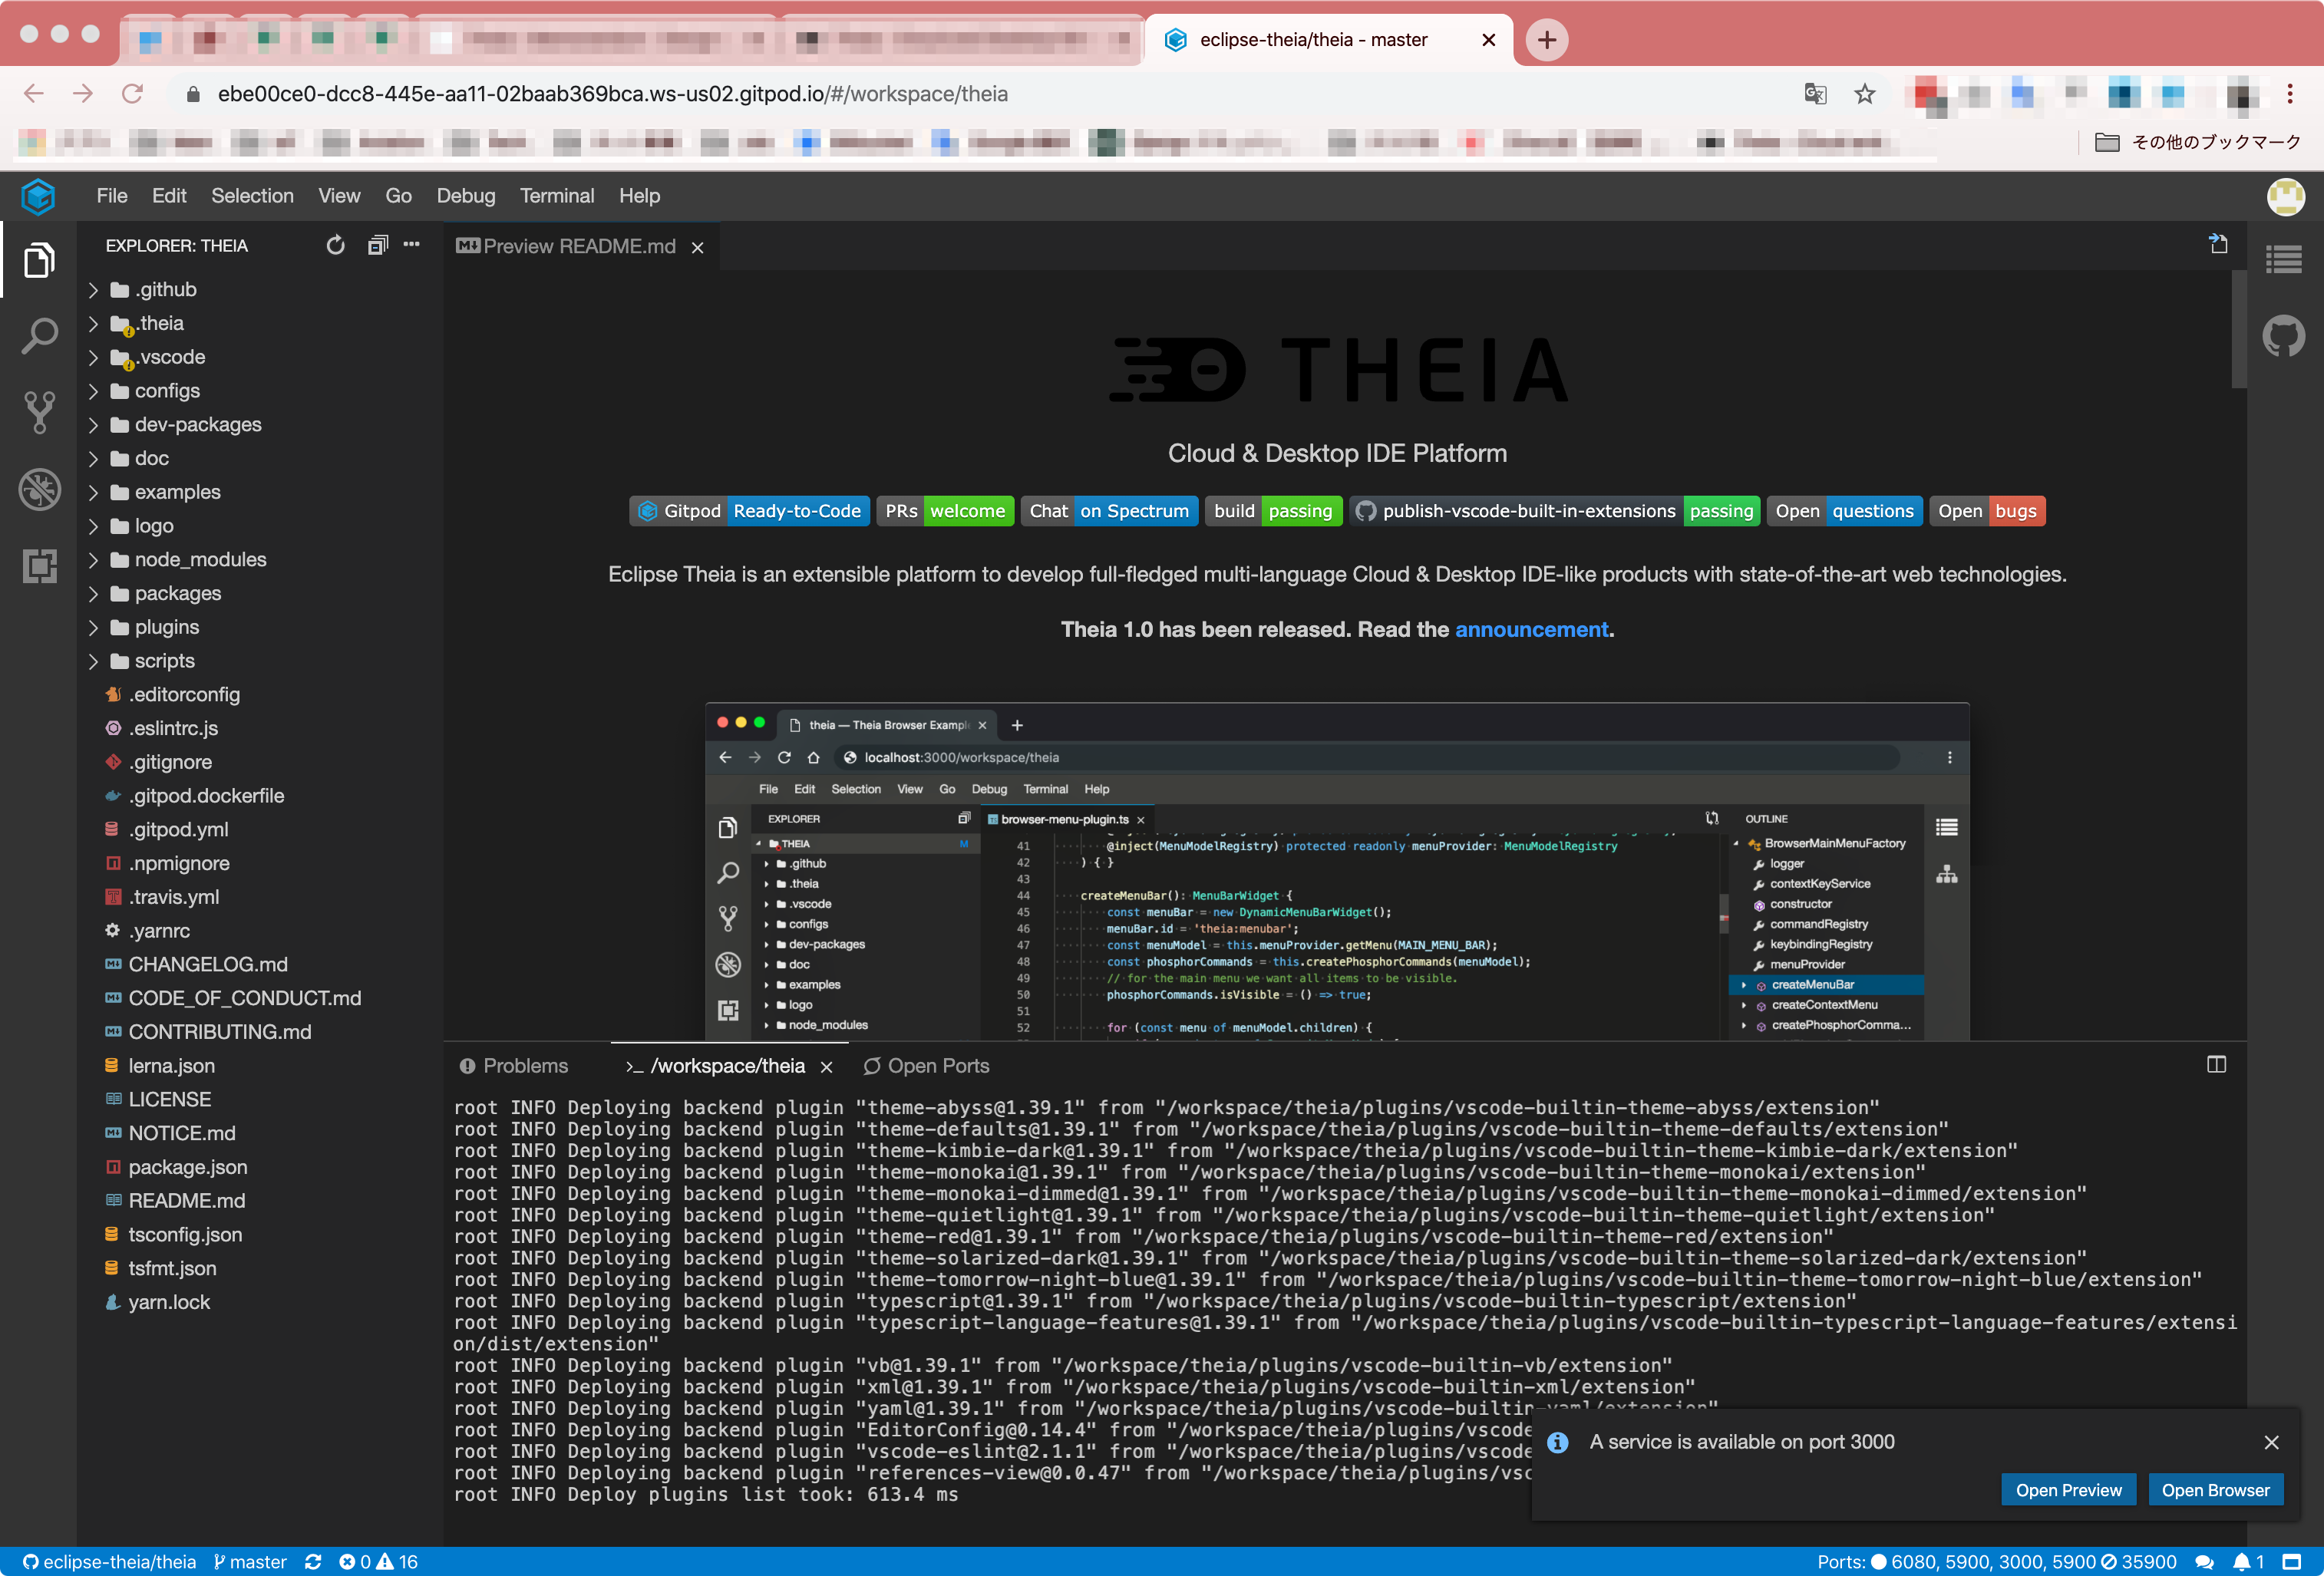 eclipse-theia/theia - master
ebe00ce0-dcc8-445e-aa11-02baab369bca.ws-us02.gitpod.io/#/workspace/theia
その他のブックマーク
File Edit Selection View Go Debug Terminal Help
EXPLORER: THEIA
.github
.theia
.vscode
configs
dev-packages
doc
examples
logo
node_modules
packages
plugins
scripts
.editorconfig
.eslintrc.js
.gitignore
.gitpod.dockerfile
.gitpod.yml
.npmignore
.travis.yml
.yarnrc
CHANGELOG.md
CODE_OF_CONDUCT.md
CONTRIBUTING.md
lerna.json
LICENSE
NOTICE.md
package.json
README.md
tsconfig.json
tsfmt.json
yarn.lock
Preview README.md
THEIA
Cloud & Desktop IDE Platform
Gitpod Ready-to-Code PRs welcome Chat on Spectrum build passing publish-vscode-built-in-extensions passing Open questions Open bugs
Eclipse Theia is an extensible platform to develop full-fledged multi-language Cloud & Desktop IDE-like products with state-of-the-art web technologies.
Theia 1.0 has been released. Read the announcement.
theia — Theia Browser Exampl
localhost:3000/workspace/theia
File Edit Selection View Go Debug Terminal Help
EXPLORER
THEIA M
.github
.theia
.vscode
configs
dev-packages
doc
examples
logo
node_modules
browser-menu-plugin.ts
41 @inject(MenuModelRegistry) protected readonly menuProvider: MenuModelRegistry
42 ) { }
43
44 createMenuBar(): MenuBarWidget {
45 const menuBar = new DynamicMenuBarWidget();
46 menuBar.id = 'theia:menubar';
47 const menuModel = this.menuProvider.getMenu(MAIN_MENU_BAR);
48 const phosphorCommands = this.createPhosphorCommands(menuModel);
49 // for the main menu we want all items to be visible.
50 phosphorCommands.isVisible = () => true;
51
52 for (const menu of menuModel.children) {
OUTLINE
BrowserMainMenuFactory
logger
contextKeyService
constructor
commandRegistry
keybindingRegistry
menuProvider
createMenuBar
createContextMenu
createPhosphorComma...
Problems
>_ /workspace/theia
Open Ports
root INFO Deploying backend plugin "theme-abyss@1.39.1" from "/workspace/theia/plugins/vscode-builtin-theme-abyss/extension"
root INFO Deploying backend plugin "theme-defaults@1.39.1" from "/workspace/theia/plugins/vscode-builtin-theme-defaults/extension"
root INFO Deploying backend plugin "theme-kimbie-dark@1.39.1" from "/workspace/theia/plugins/vscode-builtin-theme-kimbie-dark/extension"
root INFO Deploying backend plugin "theme-monokai@1.39.1" from "/workspace/theia/plugins/vscode-builtin-theme-monokai/extension"
root INFO Deploying backend plugin "theme-monokai-dimmed@1.39.1" from "/workspace/theia/plugins/vscode-builtin-theme-monokai-dimmed/extension"
root INFO Deploying backend plugin "theme-quietlight@1.39.1" from "/workspace/theia/plugins/vscode-builtin-theme-quietlight/extension"
root INFO Deploying backend plugin "theme-red@1.39.1" from "/workspace/theia/plugins/vscode-builtin-theme-red/extension"
root INFO Deploying backend plugin "theme-solarized-dark@1.39.1" from "/workspace/theia/plugins/vscode-builtin-theme-solarized-dark/extension"
root INFO Deploying backend plugin "theme-tomorrow-night-blue@1.39.1" from "/workspace/theia/plugins/vscode-builtin-theme-tomorrow-night-blue/extension"
root INFO Deploying backend plugin "typescript@1.39.1" from "/workspace/theia/plugins/vscode-builtin-typescript/extension"
root INFO Deploying backend plugin "typescript-language-features@1.39.1" from "/workspace/theia/plugins/vscode-builtin-typescript-language-features/extensi
on/dist/extension"
root INFO Deploying backend plugin "vb@1.39.1" from "/workspace/theia/plugins/vscode-builtin-vb/extension"
root INFO Deploying backend plugin "xml@1.39.1" from "/workspace/theia/plugins/vscode-builtin-xml/extension"
root INFO Deploying backend plugin "yaml@1.39.1" from "/workspace/theia/plugins/vscode-builtin-yaml/extension"
root INFO Deploying backend plugin "EditorConfig@0.14.4" from "/workspace/theia/plugins/vscode
root INFO Deploying backend plugin "vscode-eslint@2.1.1" from "/workspace/theia/plugins/vscode
root INFO Deploying backend plugin "references-view@0.0.47" from "/workspace/theia/plugins/vsc
root INFO Deploy plugins list took: 613.4 ms
A service is available on port 3000
Open Preview Open Browser
eclipse-theia/theia master 0 16
Ports: 6080, 5900, 3000, 5900 35900 1